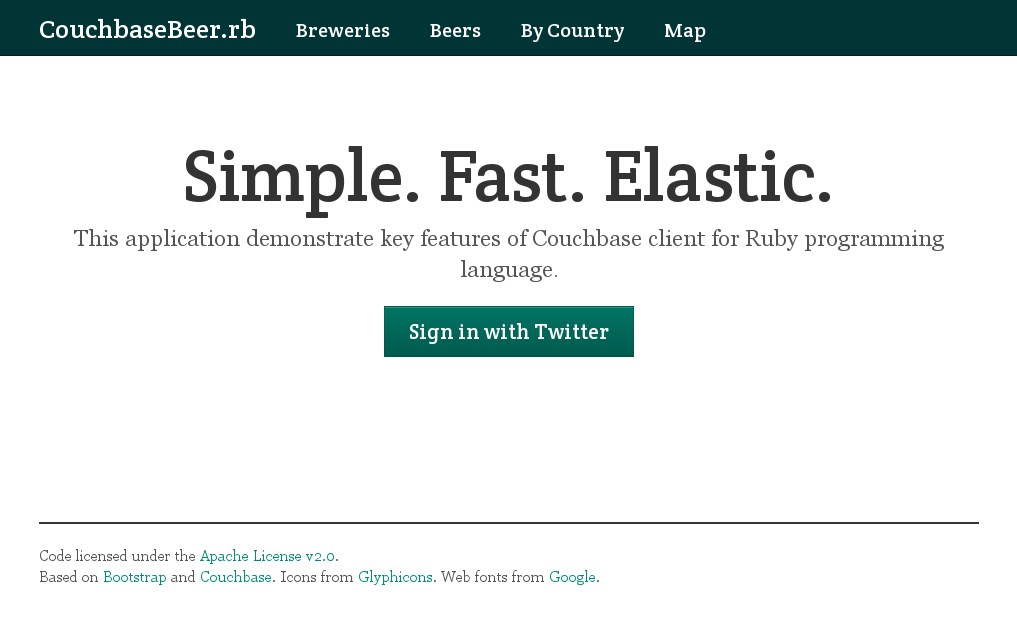 CouchbaseBeer.rb Breweries Beers By Country Map
Simple. Fast. Elastic.
This application demonstrate key features of Couchbase client for Ruby programming
language.
Sign in with Twitter
Code licensed under the Apache License v2.0.
Based on Bootstrap and Couchbase. Icons from Glyphicons. Web fonts from Google.